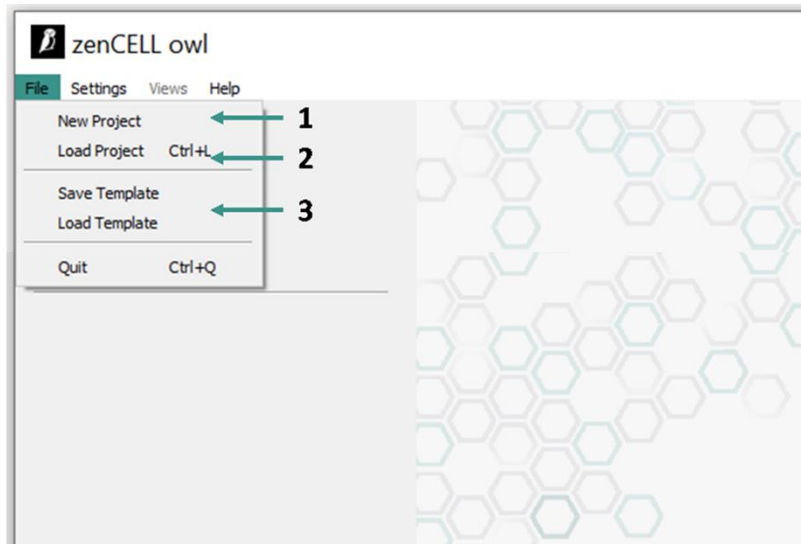 zenCELL owl
File Settings Views Help
New Project 1
Load Project Ctrl+L 2
Save Template
3
Load Template
Quit Ctrl+Q